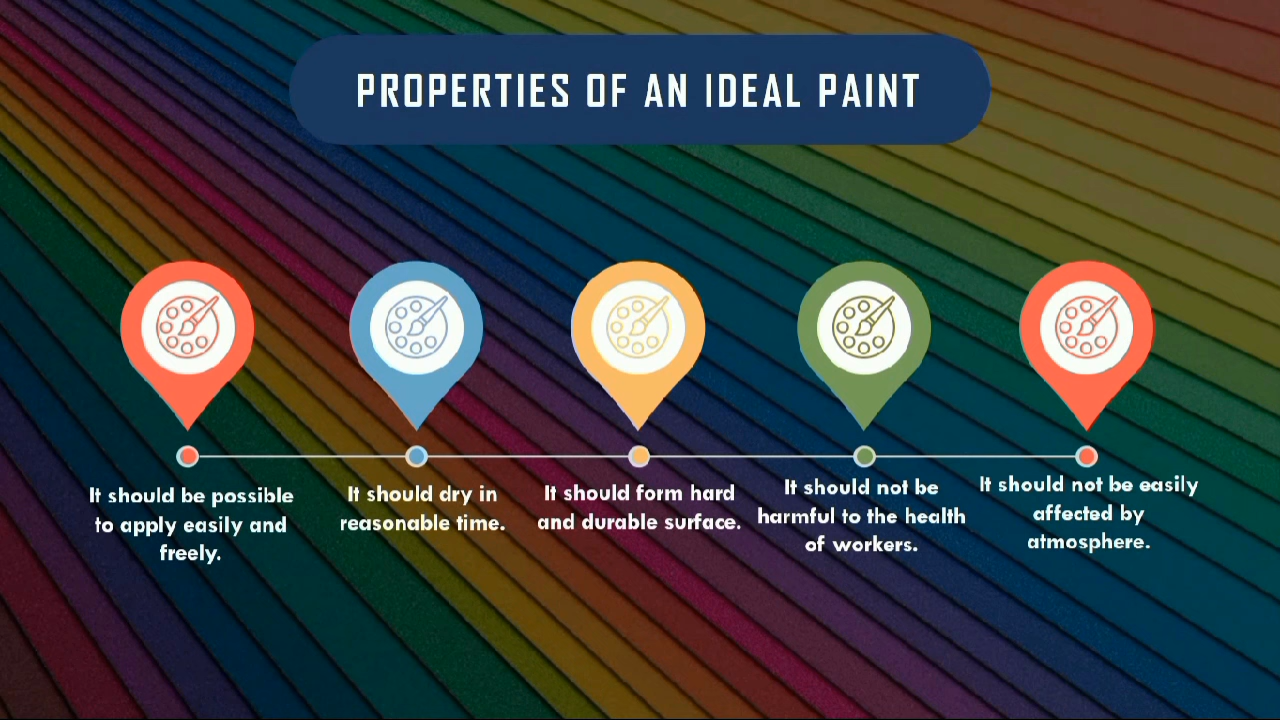 PROPERTIES OF AN IDEAL PAINT
It should be possible
to apply easily and
freely.
It should dry in
reasonable time.
It should form hard
and durable surface.
It should not be
harmful to the health
of workers.
It should not be easily
affected by
atmosphere.